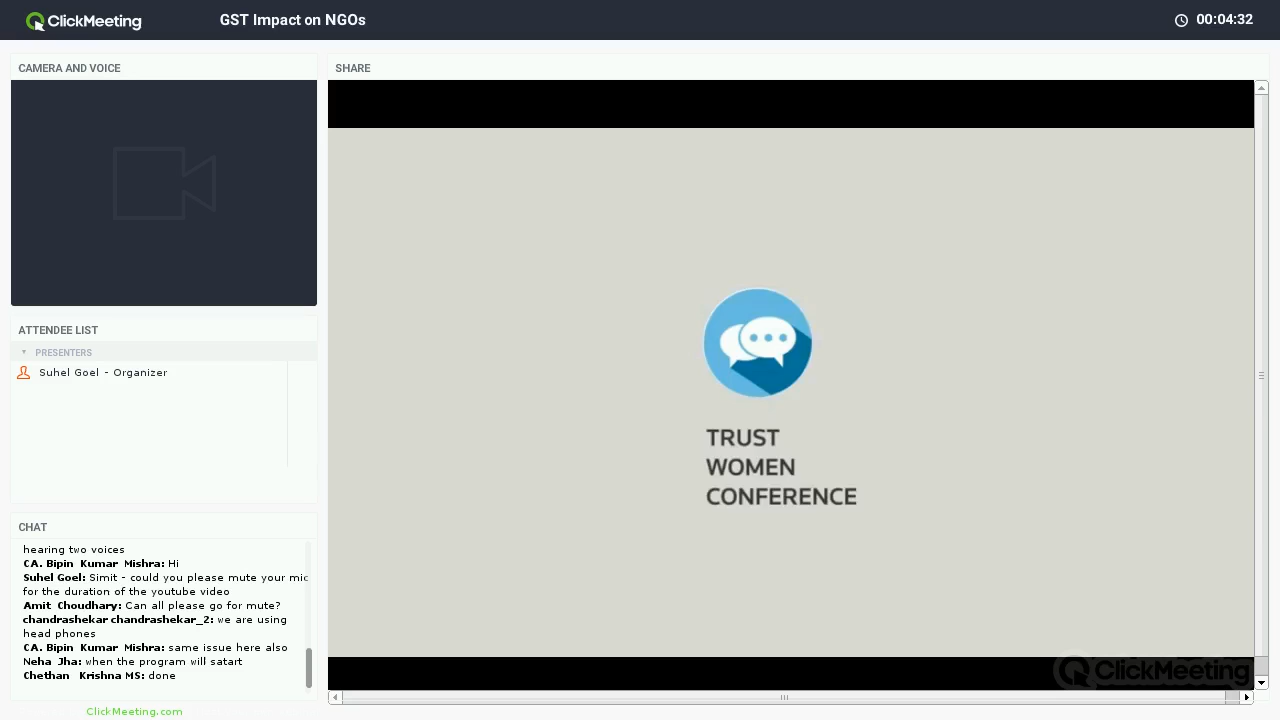 ClickMeeting
GST Impact on NGOs
00:04:32
CAMERA AND VOICE
SHARE
ATTENDEE LIST
PRESENTERS
Suhel Goel - Organizer
TRUST
WOMEN
CONFERENCE
CHAT
hearing two voices
CA. Bipin Kumar Mishra: Hi
Suhel Goel: Simit - could you please mute your mic
for the duration of the youtube video
Amit Choudhary: Can all please go for mute?
chandrashekar chandrashekar_2: we are using
head phones
CA. Bipin Kumar Mishra: same issue here also
Neha Jha: when the program will satart
Chethan Krishna MS: done
ClickMeeting
ClickMeeting.com